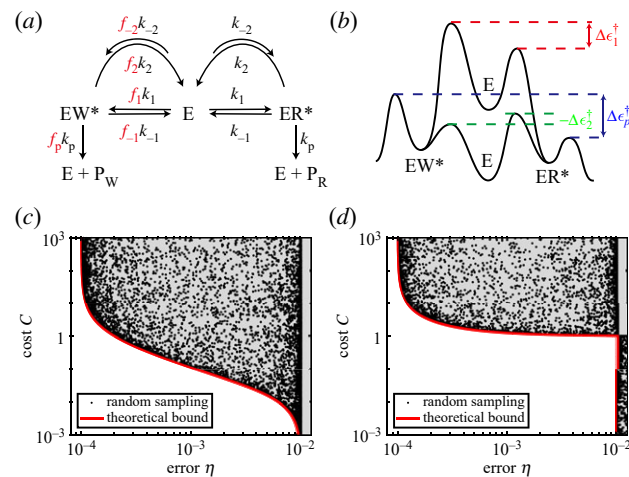 (a)
f₋₂k₋₂ k₋₂
f₂k₂ k₂
f₁k₁ k₁
EW* E ER*
f₋₁k₋₁ k₋₁
fₚkₚ kₚ
E + P_W E + P_R
(b)
Δϵ₁†
E
Δϵₚ†
−Δϵ₂†
EW* E ER*
(c)
10³
1
10⁻³
cost C
random sampling
theoretical bound
10⁻⁴ 10⁻³ 10⁻²
error η
(d)
10³
1
10⁻³
cost C
random sampling
theoretical bound
10⁻⁴ 10⁻³ 10⁻²
error η